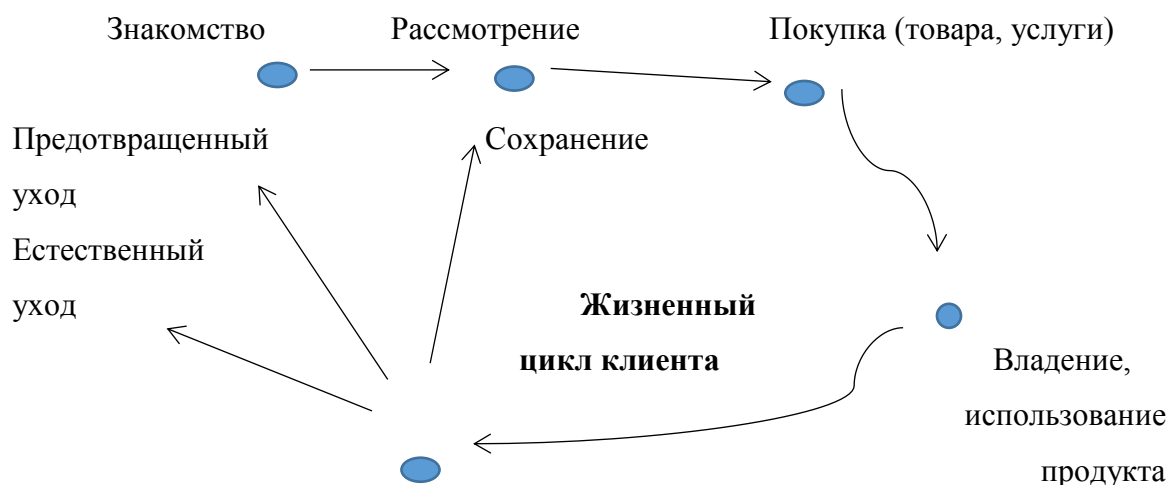 Знакомство Рассмотрение Покупка (товара, услуги)
Предотвращенный
уход
Сохранение
Естественный
уход
Жизненный
цикл клиента
Владение,
использование
продукта